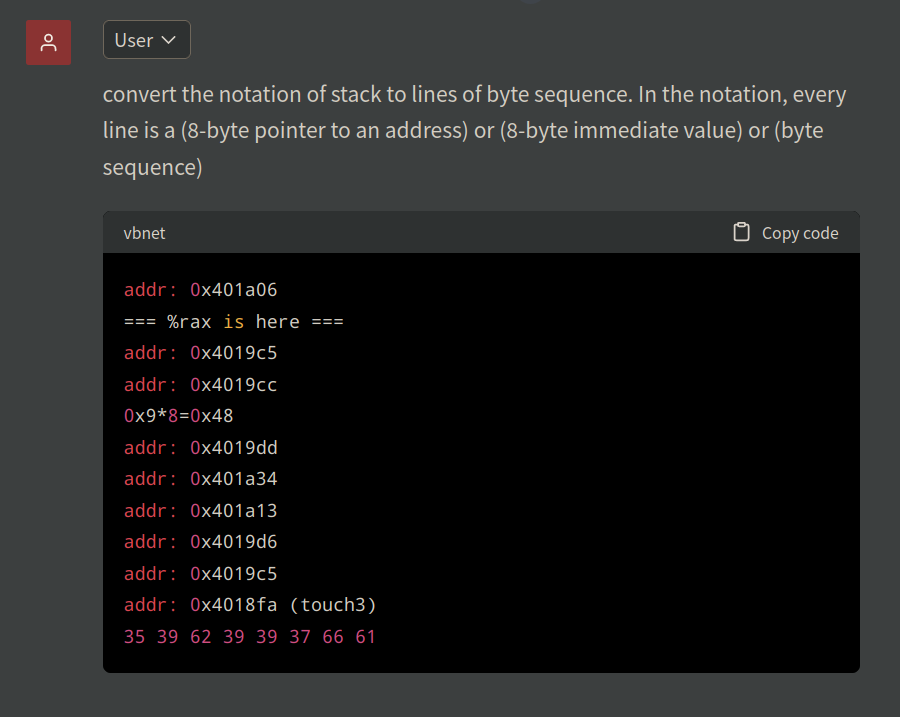 User
convert the notation of stack to lines of byte sequence. In the notation, every
line is a (8-byte pointer to an address) or (8-byte immediate value) or (byte
sequence)
vbnet
Copy code
addr: 0x401a06
=== %rax is here ===
addr: 0x4019c5
addr: 0x4019cc
0x9*8=0x48
addr: 0x4019dd
addr: 0x401a34
addr: 0x401a13
addr: 0x4019d6
addr: 0x4019c5
addr: 0x4018fa (touch3)
35 39 62 39 39 37 66 61